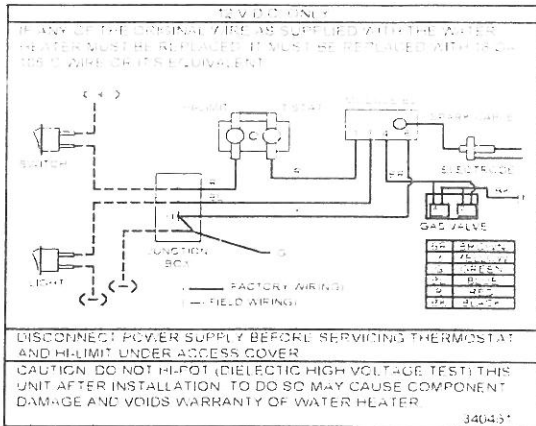 12 V.D.C. ONLY
IF ANY OF THE ORIGINAL WIRE AS SUPPLIED WITH THE WATER
HEATER MUST BE REPLACED, IT MUST BE REPLACED WITH 18 GA.
WIRE OR ITS EQUIVALENT
(+)
T'STAT
SWITCH
C
SPARK CABLE
ELECTRODE
GAS VALVE
JUNCTION
BOX
LIGHT
(-)
(-)
G
FACTORY WIRING
FIELD WIRING
BR BROWN
Y YELLOW
G GREEN
BL BLUE
R RED
BK BLACK
DISCONNECT POWER SUPPLY BEFORE SERVICING THERMOSTAT
AND HI-LIMIT UNDER ACCESS COVER
CAUTION: DO NOT HI-POT (DIELECTIC HIGH VOLTAGE TEST) THIS
UNIT AFTER INSTALLATION. TO DO SO MAY CAUSE COMPONENT
DAMAGE AND VOIDS WARRANTY OF WATER HEATER